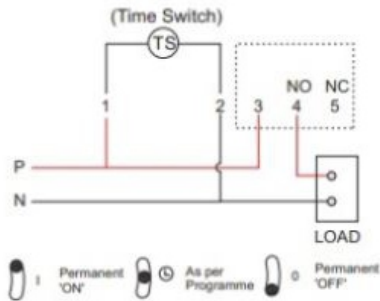 (Time Switch)
TS
NO NC
1 2 3 4 5
P
N
LOAD
I Permanent 'ON'
As per Programme
0 Permanent 'OFF'